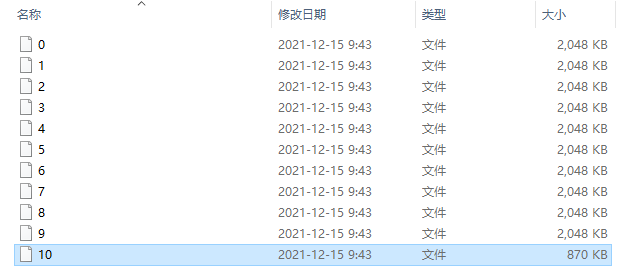 名称 修改日期 类型 大小
0 2021-12-15 9:43 文件 2,048 KB
1 2021-12-15 9:43 文件 2,048 KB
2 2021-12-15 9:43 文件 2,048 KB
3 2021-12-15 9:43 文件 2,048 KB
4 2021-12-15 9:43 文件 2,048 KB
5 2021-12-15 9:43 文件 2,048 KB
6 2021-12-15 9:43 文件 2,048 KB
7 2021-12-15 9:43 文件 2,048 KB
8 2021-12-15 9:43 文件 2,048 KB
9 2021-12-15 9:43 文件 2,048 KB
10 2021-12-15 9:43 文件 870 KB